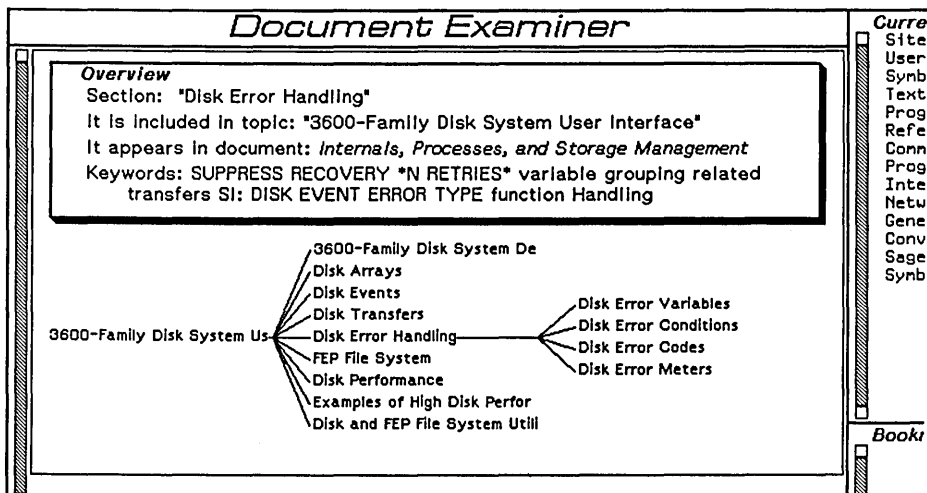 Document Examiner
Overview
Section: "Disk Error Handling"
It is included in topic: "3600-Family Disk System User Interface"
It appears in document: Internals, Processes, and Storage Management
Keywords: SUPPRESS RECOVERY *N RETRIES* variable grouping related
transfers SI: DISK EVENT ERROR TYPE function Handling
3600-Family Disk System Us
3600-Family Disk System De
Disk Arrays
Disk Events
Disk Transfers
Disk Error Handling
FEP File System
Disk Performance
Examples of High Disk Perfor
Disk and FEP File System Utili
Disk Error Variables
Disk Error Conditions
Disk Error Codes
Disk Error Meters
Curre
Site
User
Symb
Text
Prog
Refe
Comm
Prog
Inte
Netw
Gene
Conv
Sage
Symb
Book